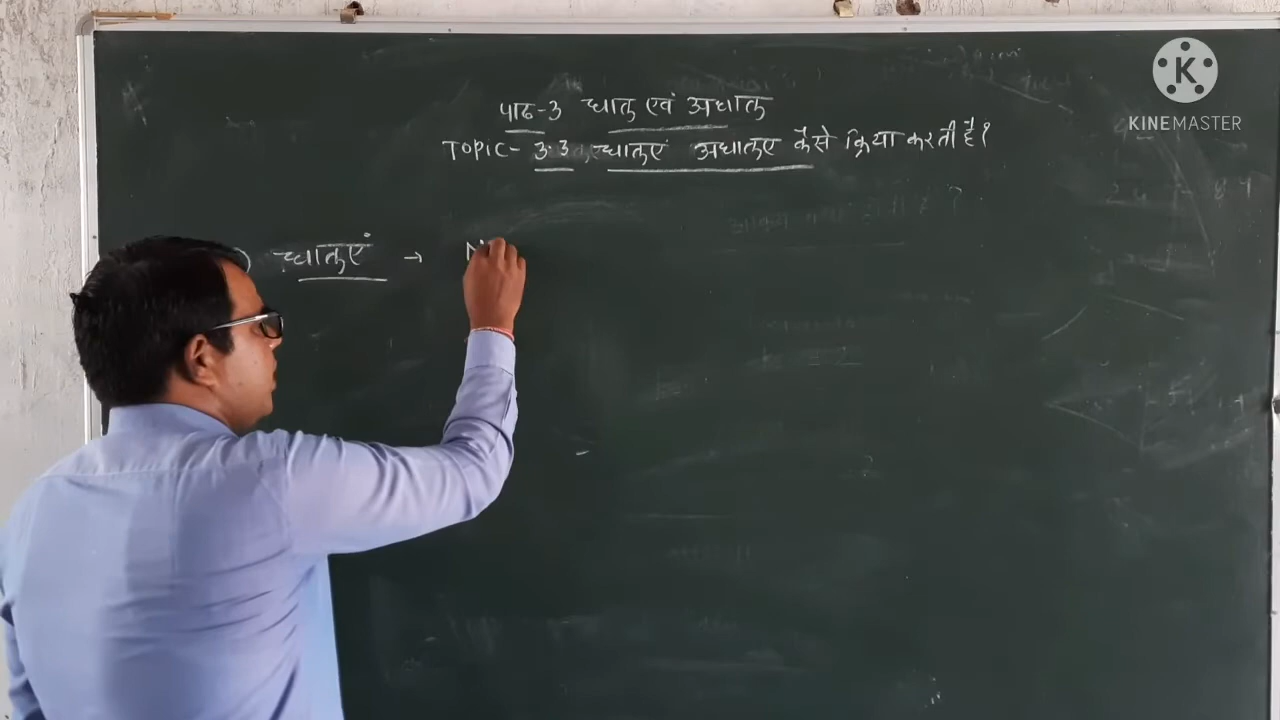 पाठ-3 धातु एवं अधातु
TOPIC- 3.3 धातुएं अधातुए कैसे क्रिया करती है?
) धातुएं → N
K
KINEMASTER